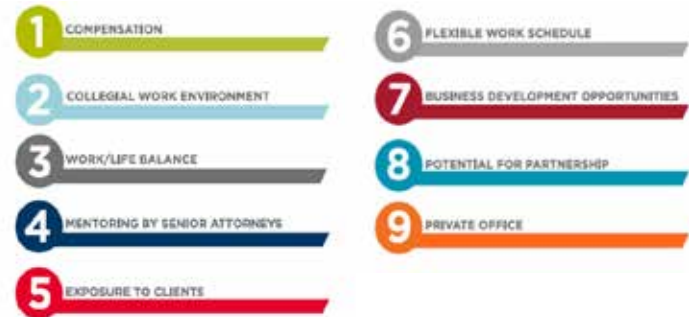 1 COMPENSATION
2 COLLEGIAL WORK ENVIRONMENT
3 WORK/LIFE BALANCE
4 MENTORING BY SENIOR ATTORNEYS
5 EXPOSURE TO CLIENTS
6 FLEXIBLE WORK SCHEDULE
7 BUSINESS DEVELOPMENT OPPORTUNITIES
8 POTENTIAL FOR PARTNERSHIP
9 PRIVATE OFFICE